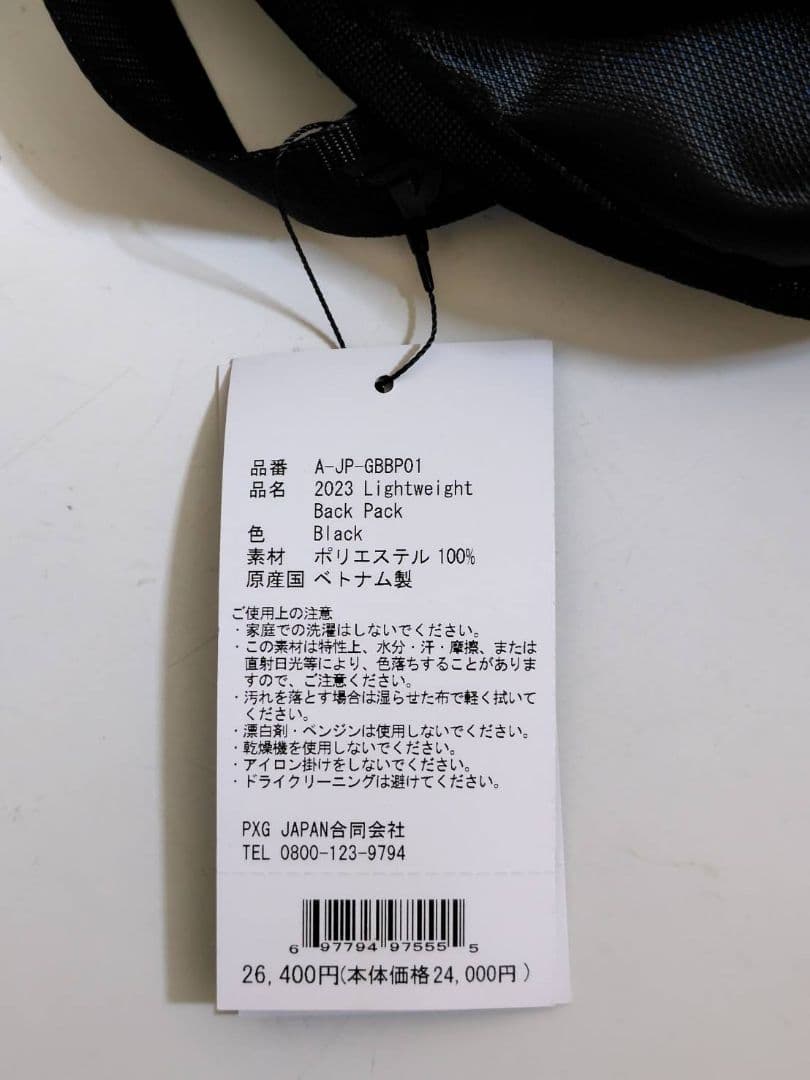 品番 A-JP-GBBP01
品名 2023 Lightweight
Back Pack
色 Black
素材 ポリエステル 100%
原産国 ベトナム製
ご使用上の注意
・家庭での洗濯はしないでください。
・この素材は特性上、水分・汗・摩擦、または
直射日光等により、色落ちすることがありま
すので、ご注意ください。
・汚れを落とす場合は湿らせた布で軽く拭いて
ください。
・漂白剤・ベンジンは使用しないでください。
・乾燥機を使用しないでください。
・アイロン掛けをしないでください。
・ドライクリーニングは避けてください。
PXG JAPAN合同会社
TEL 0800-123-9794
6 97794 97555 5
26,400円(本体価格24,000円)